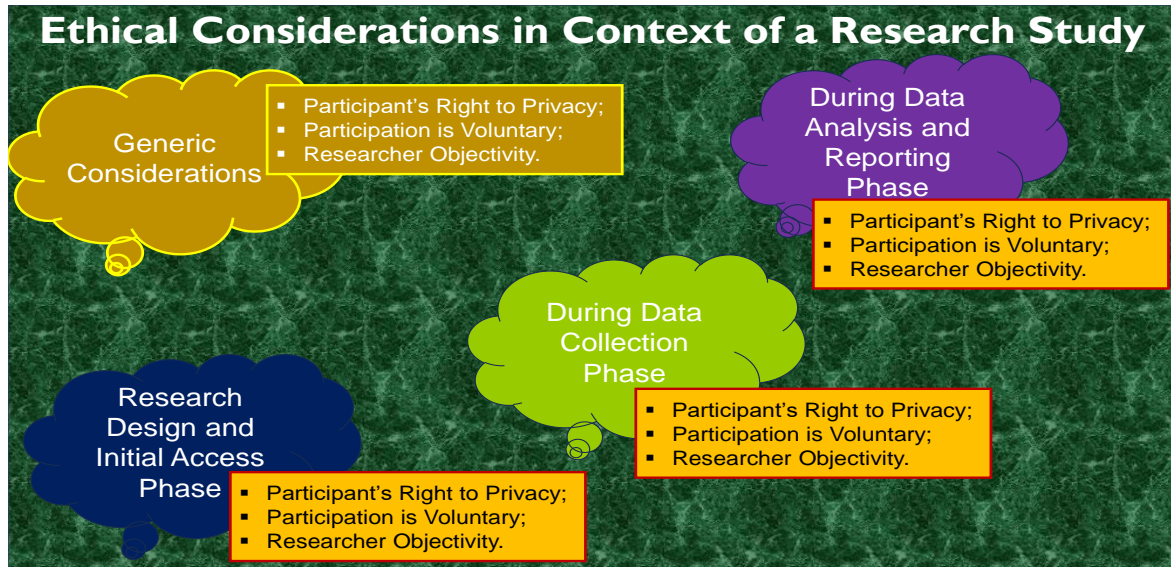 Ethical Considerations in Context of a Research Study
Generic
Considerations
▪ Participant's Right to Privacy;
▪ Participation is Voluntary;
▪ Researcher Objectivity.
During Data
Analysis and
Reporting
Phase
▪ Participant's Right to Privacy;
▪ Participation is Voluntary;
▪ Researcher Objectivity.
During Data
Collection
Phase
▪ Participant's Right to Privacy;
▪ Participation is Voluntary;
▪ Researcher Objectivity.
Research
Design and
Initial Access
Phase
▪ Participant's Right to Privacy;
▪ Participation is Voluntary;
▪ Researcher Objectivity.